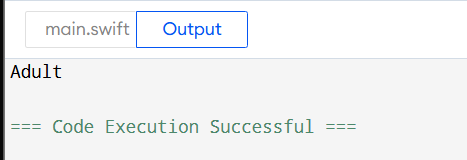 main.swift Output
Adult
=== Code Execution Successful ===